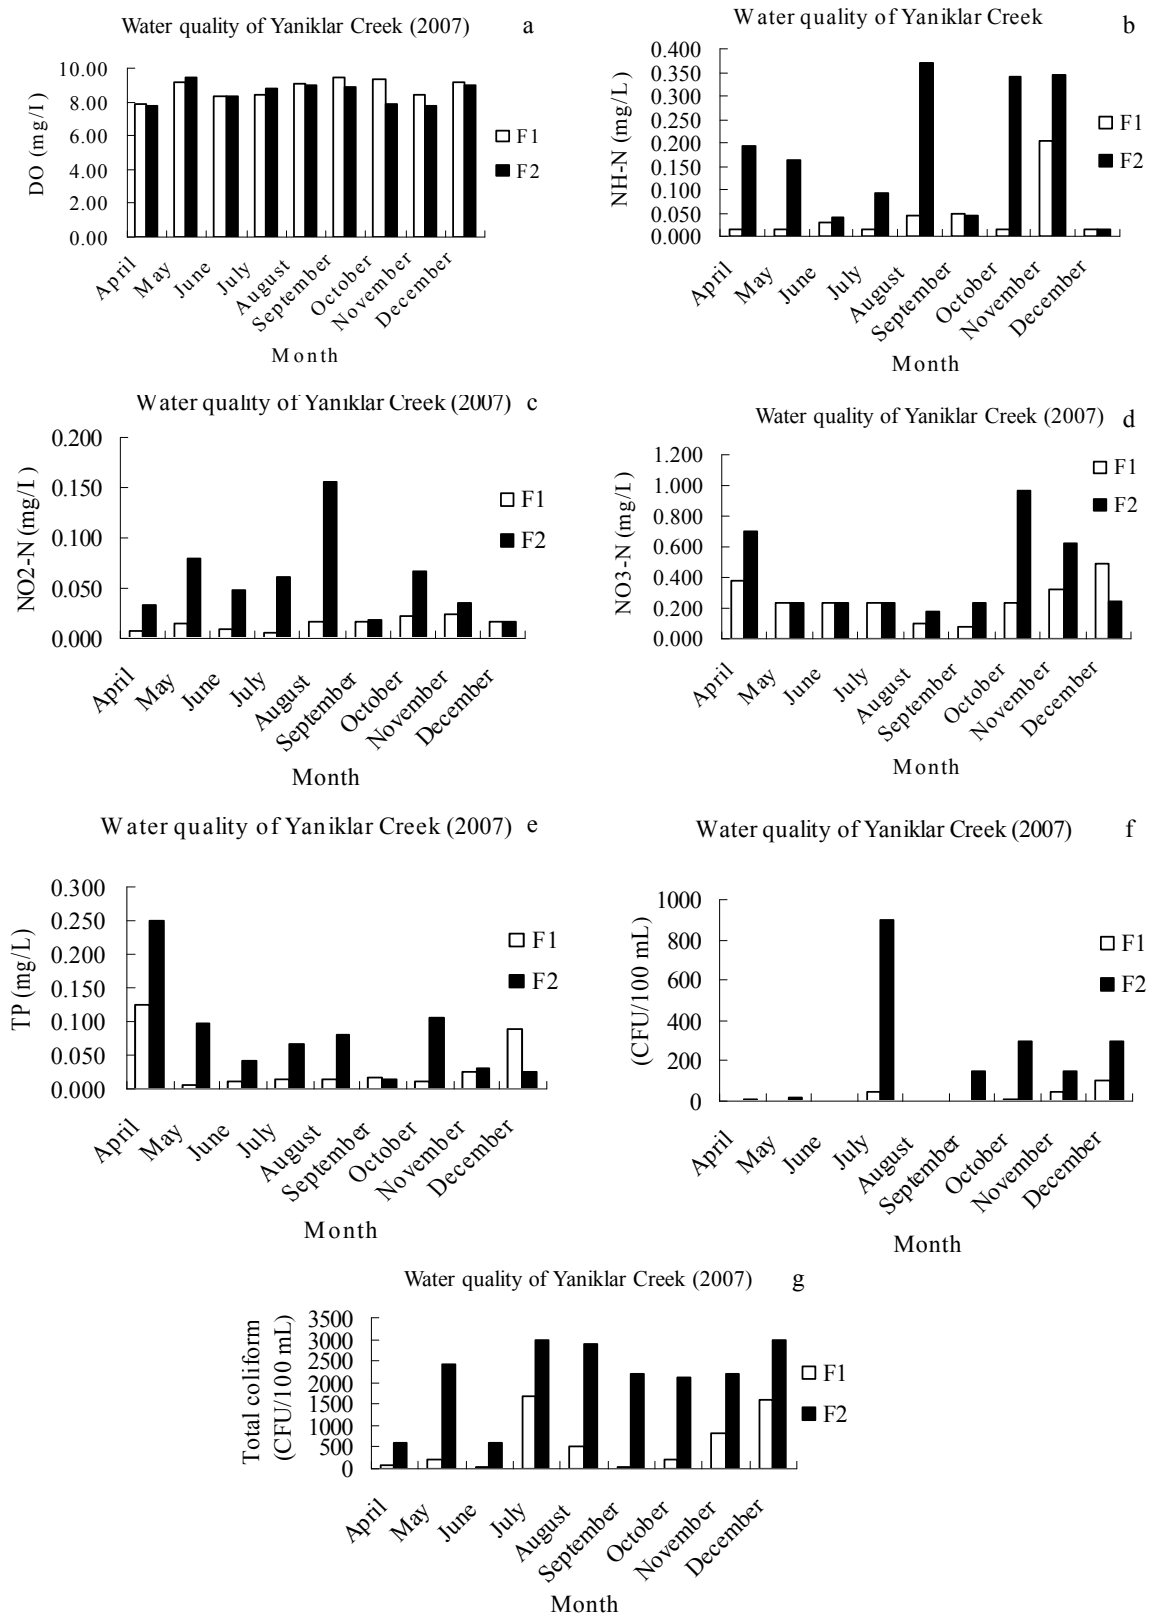 Water quality of Yaniklar Creek (2007) a
DO (mg/l)
10.00
8.00
6.00
4.00
2.00
0.00
F1
F2
April
May
June
July
August
September
October
November
December
Month
Water quality of Yaniklar Creek b
NH-N (mg/L)
0.400
0.350
0.300
0.250
0.200
0.150
0.100
0.050
0.000
F1
F2
April
May
June
July
August
September
October
November
December
Month
Water quality of Yaniklar Creek (2007) c
NO2-N (mg/l)
0.200
0.150
0.100
0.050
0.000
F1
F2
April
May
June
July
August
September
October
November
December
Month
Water quality of Yaniklar Creek (2007) d
NO3-N (mg/l)
1.200
1.000
0.800
0.600
0.400
0.200
0.000
F1
F2
April
May
June
July
August
September
October
November
December
Month
Water quality of Yaniklar Creek (2007) e
TP (mg/L)
0.300
0.250
0.200
0.150
0.100
0.050
0.000
F1
F2
April
May
June
July
August
September
October
November
December
Month
Water quality of Yaniklar Creek (2007) f
(CFU/100 mL)
1000
800
600
400
200
0
F1
F2
April
May
June
July
August
September
October
November
December
Month
Water quality of Yaniklar Creek (2007) g
Total coliform
(CFU/100 mL)
3500
3000
2500
2000
1500
1000
500
0
F1
F2
April
May
June
July
August
September
October
November
December
Month